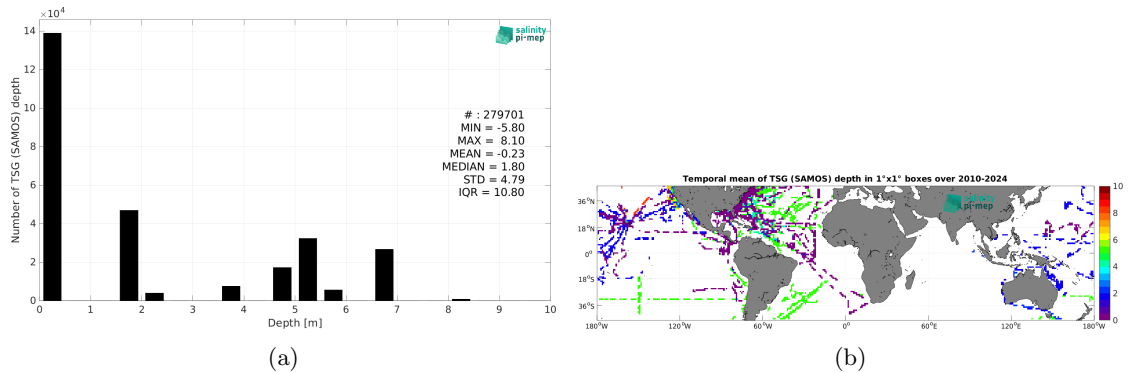 ×10⁴
14
12
10
8
6
4
2
0
Number of TSG (SAMOS) depth
0 1 2 3 4 5 6 7 8 9 10
Depth [m]
salinity
pi-mep
# : 279701
MIN = -5.80
MAX = 8.10
MEAN = -0.23
MEDIAN = 1.80
STD = 4.79
IQR = 10.80
(a)
Temporal mean of TSG (SAMOS) depth in 1°x1° boxes over 2010-2024
salinity
pi-mep
36°N
18°N
0°
18°S
36°S
180°W 120°W 60°W 0° 60°E 120°E 180°W
10
8
6
4
2
0
(b)